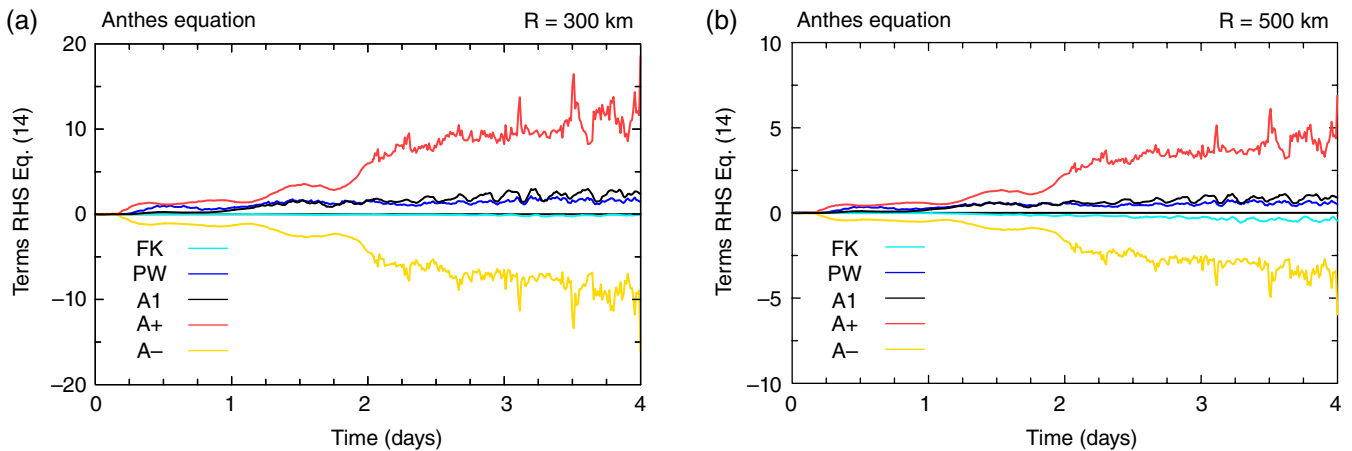 (a) Anthes equation R = 300 km
20
10
0
−10
−20
Terms RHS Eq. (14)
FK
PW
A1
A+
A−
0 1 2 3 4
Time (days)
(b) Anthes equation R = 500 km
10
5
0
−5
−10
Terms RHS Eq. (14)
FK
PW
A1
A+
A−
0 1 2 3 4
Time (days)